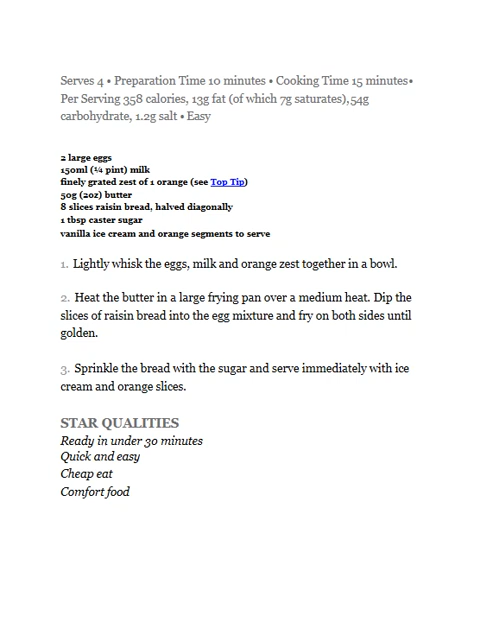 Serves 4 • Preparation Time 10 minutes • Cooking Time 15 minutes•
Per Serving 358 calories, 13g fat (of which 7g saturates),54g
carbohydrate, 1.2g salt • Easy
2 large eggs
150ml (¼ pint) milk
finely grated zest of 1 orange (see Top Tip)
50g (2oz) butter
8 slices raisin bread, halved diagonally
1 tbsp caster sugar
vanilla ice cream and orange segments to serve
1. Lightly whisk the eggs, milk and orange zest together in a bowl.
2. Heat the butter in a large frying pan over a medium heat. Dip the
slices of raisin bread into the egg mixture and fry on both sides until
golden.
3. Sprinkle the bread with the sugar and serve immediately with ice
cream and orange slices.
STAR QUALITIES
Ready in under 30 minutes
Quick and easy
Cheap eat
Comfort food